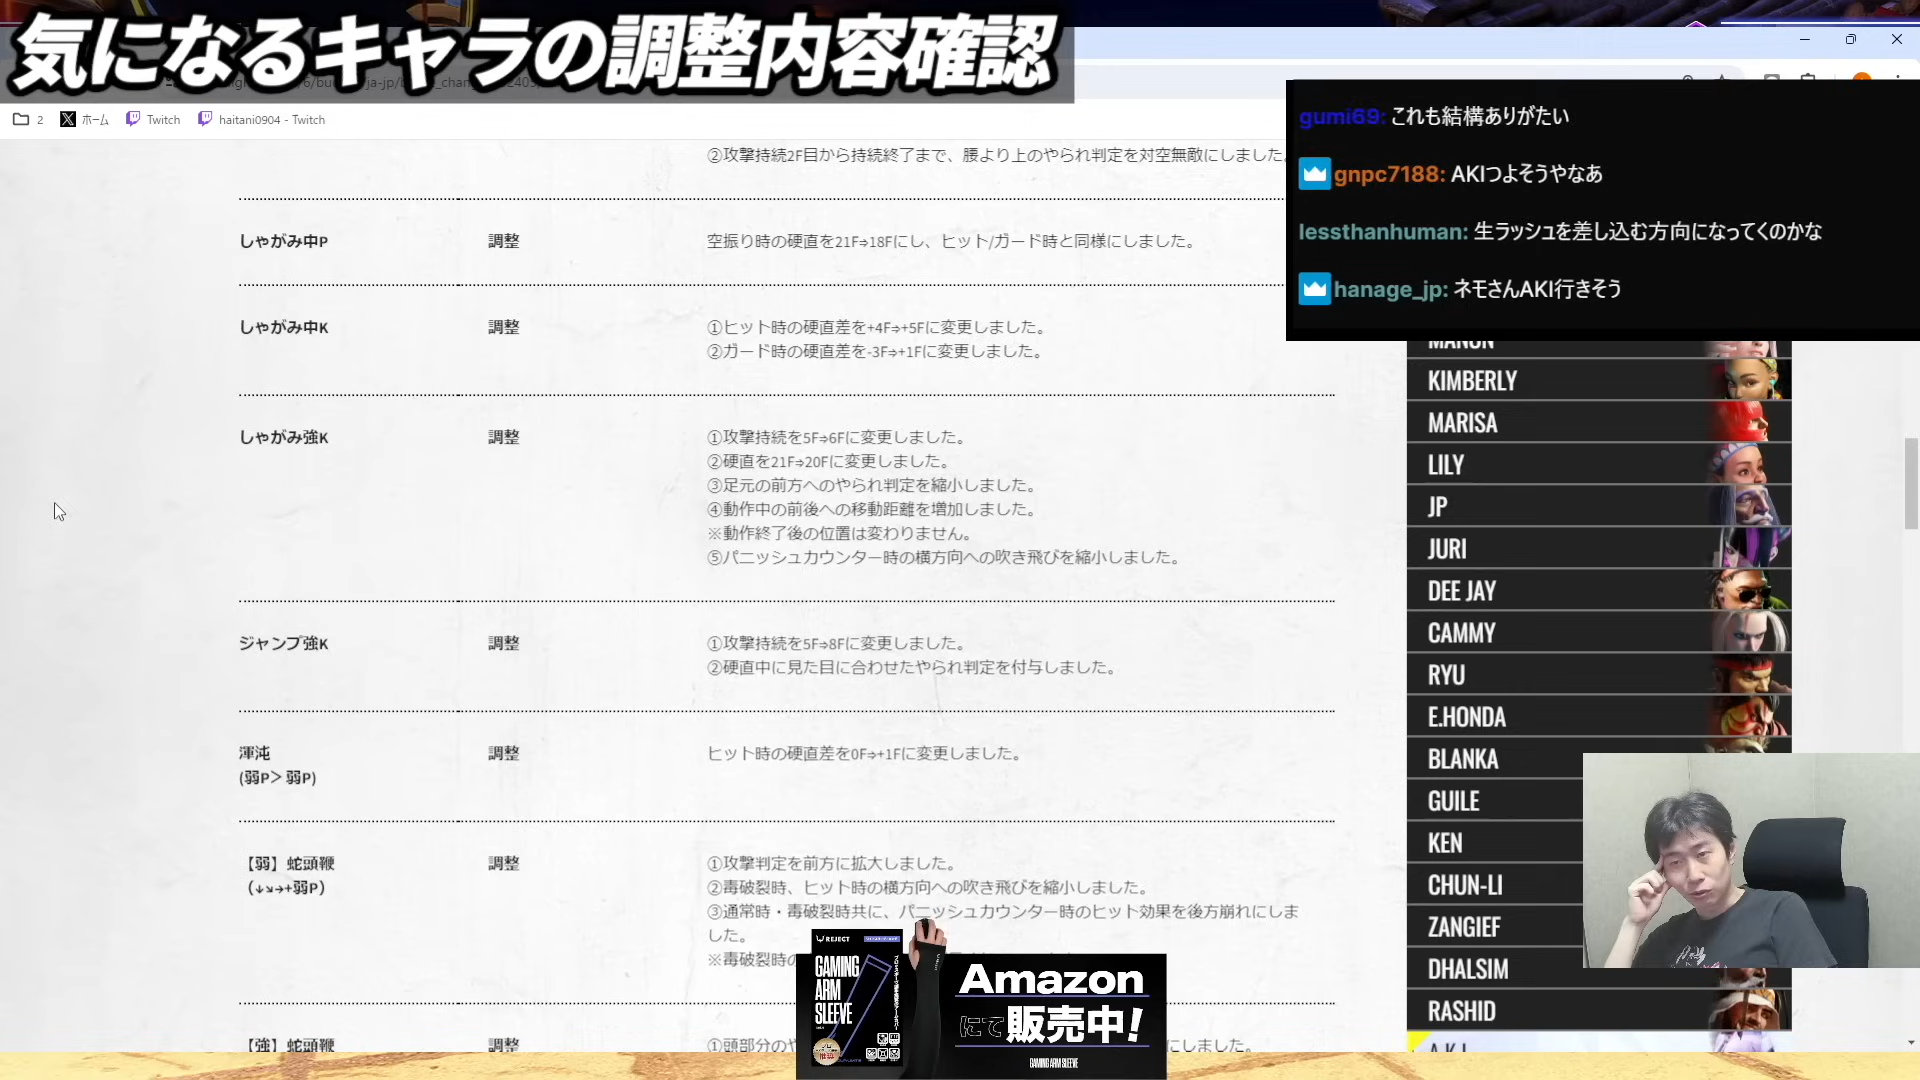 気になるキャラの調整内容確認
2
ホーム
Twitch
haitani0904 - Twitch
②攻撃持続2F目から持続終了まで、腰より上のやられ判定を対空無敵にしました。
しゃがみ中P
調整
空振り時の硬直を21F⇒18Fにし、ヒット/ガード時と同様にしました。
しゃがみ中K
調整
①ヒット時の硬直差を+4F⇒+5Fに変更しました。
②ガード時の硬直差を-3F⇒+1Fに変更しました。
しゃがみ強K
調整
①攻撃持続を5F⇒6Fに変更しました。
②硬直を21F⇒20Fに変更しました。
③足元の前方へのやられ判定を縮小しました。
④動作中の前後への移動距離を増加しました。
※動作終了後の位置は変わりません。
⑤パニッシュカウンター時の横方向への吹き飛びを縮小しました。
ジャンプ強K
調整
①攻撃持続を5F⇒8Fに変更しました。
②硬直中に見た目に合わせたやられ判定を付与しました。
渾沌
(弱P＞弱P)
調整
ヒット時の硬直差を0F⇒+1Fに変更しました。
【弱】蛇頭鞭
（↓↘→+弱P）
調整
①攻撃判定を前方に拡大しました。
②毒破裂時、ヒット時の横方向への吹き飛びを縮小しました。
③通常時・毒破裂時共に、パニッシュカウンター時のヒット効果を後方崩れにしま
した。
※毒破裂時の
【強】蛇頭鞭
調整
①頭部分のや
にしました。
gumi69: これも結構ありがたい
gnpc7188: AKIつよそうやなあ
lessthanhuman: 生ラッシュを差し込む方向になってくのかな
hanage_jp: ネモさんAKI行きそう
MANON
KIMBERLY
MARISA
LILY
JP
JURI
DEE JAY
CAMMY
RYU
E.HONDA
BLANKA
GUILE
KEN
CHUN-LI
ZANGIEF
DHALSIM
RASHID
A.K.I.
REJECT
GAMING
ARM
SLEEVE
Amazon
にて販売中!
GAMING ARM SLEEVE